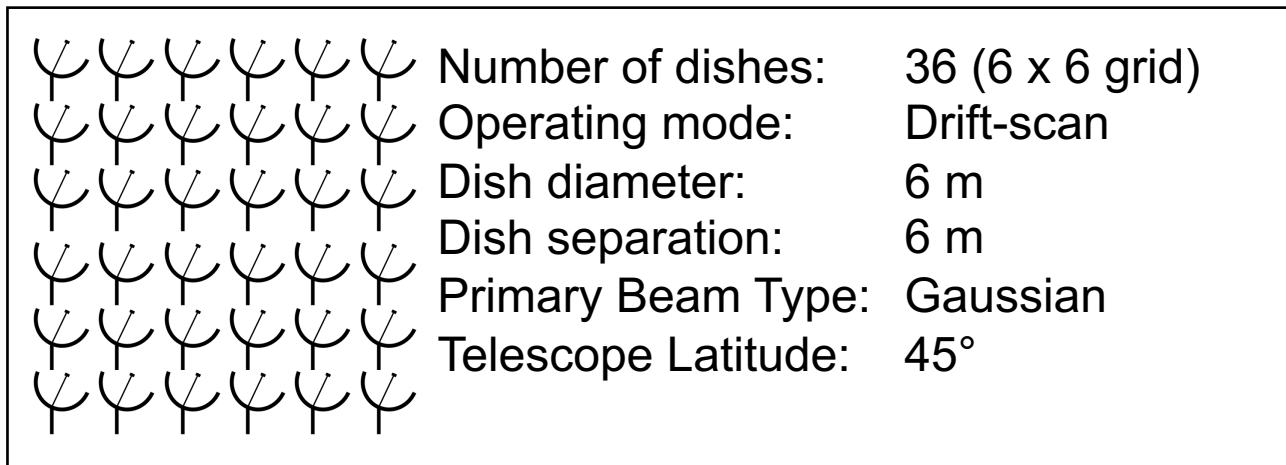 Number of dishes: 36 (6 x 6 grid)
Operating mode: Drift-scan
Dish diameter: 6 m
Dish separation: 6 m
Primary Beam Type: Gaussian
Telescope Latitude: 45°